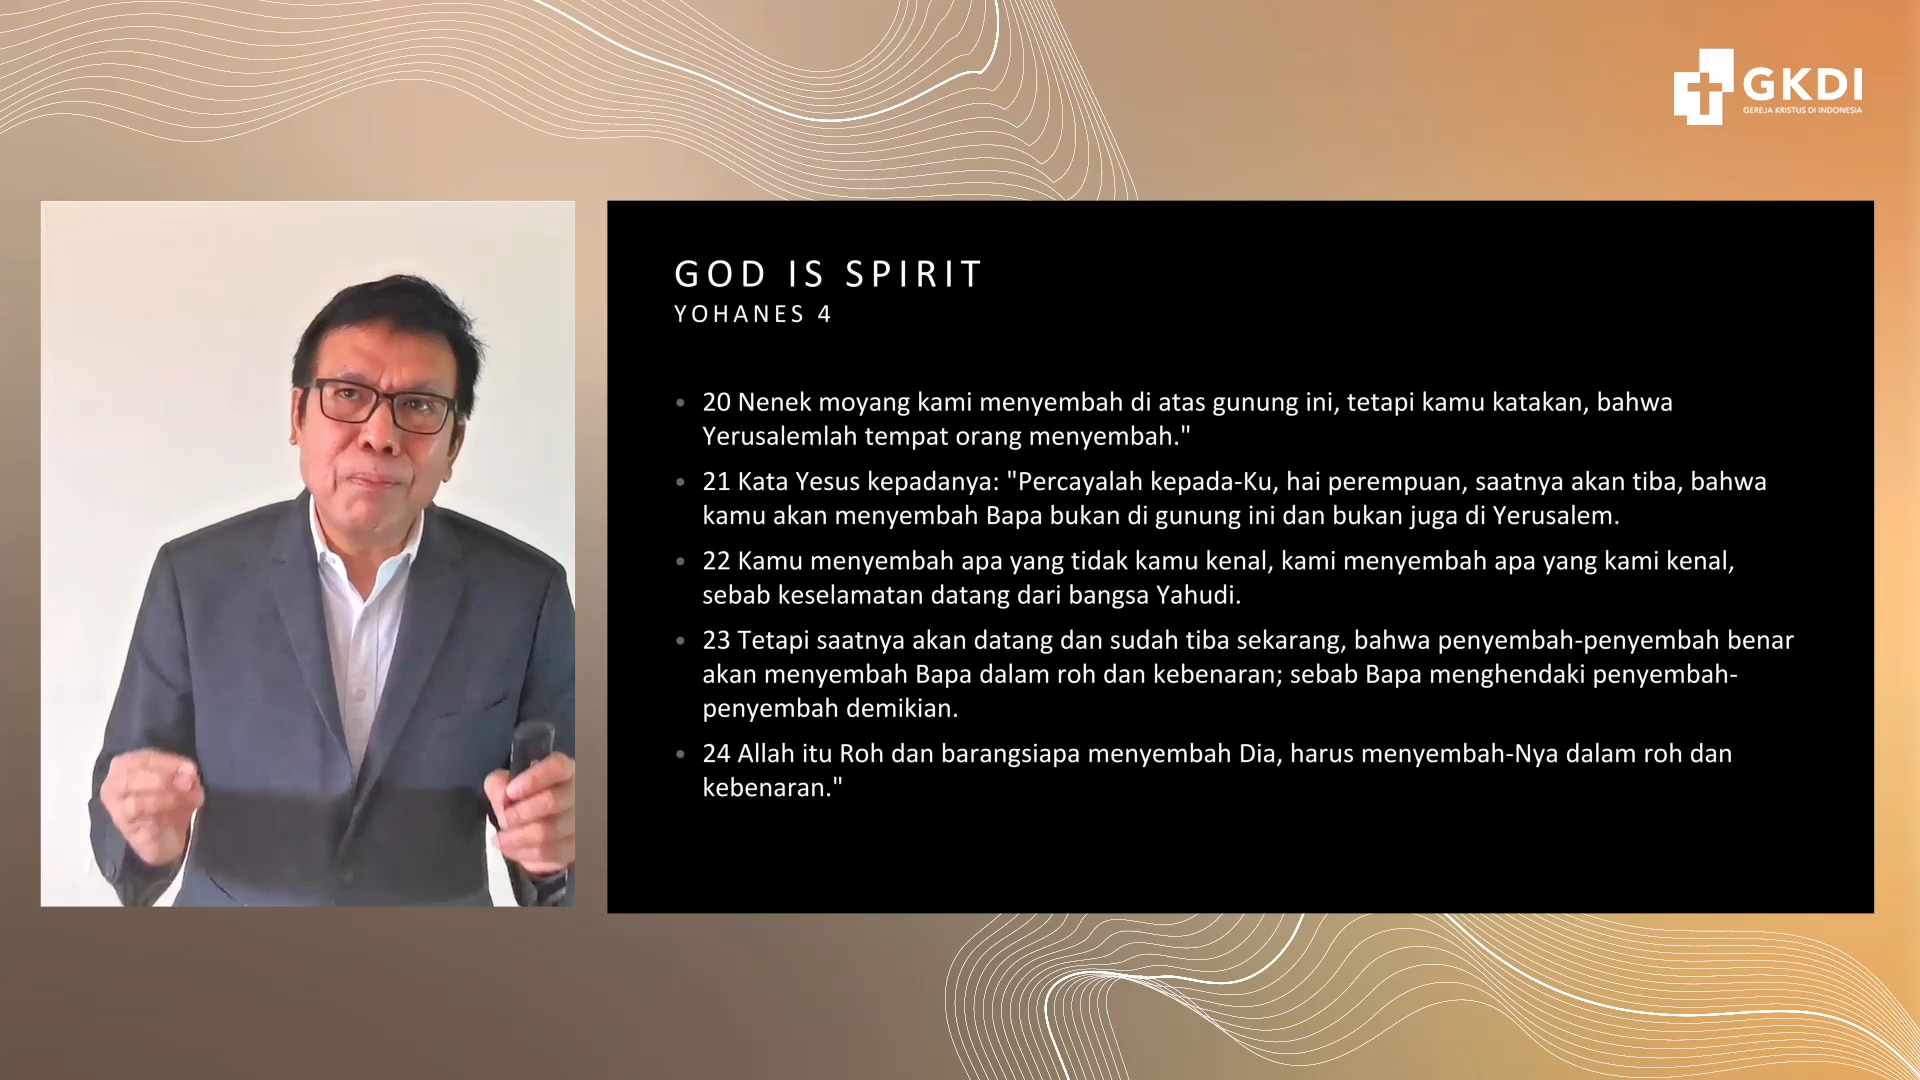 GKDI
GEREJA KRISTUS DI INDONESIA
GOD IS SPIRIT
YOHANES 4
20 Nenek moyang kami menyembah di atas gunung ini, tetapi kamu katakan, bahwa
Yerusalemlah tempat orang menyembah."
21 Kata Yesus kepadanya: "Percayalah kepada-Ku, hai perempuan, saatnya akan tiba, bahwa
kamu akan menyembah Bapa bukan di gunung ini dan bukan juga di Yerusalem.
22 Kamu menyembah apa yang tidak kamu kenal, kami menyembah apa yang kami kenal,
sebab keselamatan datang dari bangsa Yahudi.
23 Tetapi saatnya akan datang dan sudah tiba sekarang, bahwa penyembah-penyembah benar
akan menyembah Bapa dalam roh dan kebenaran; sebab Bapa menghendaki penyembah-
penyembah demikian.
24 Allah itu Roh dan barangsiapa menyembah Dia, harus menyembah-Nya dalam roh dan
kebenaran."